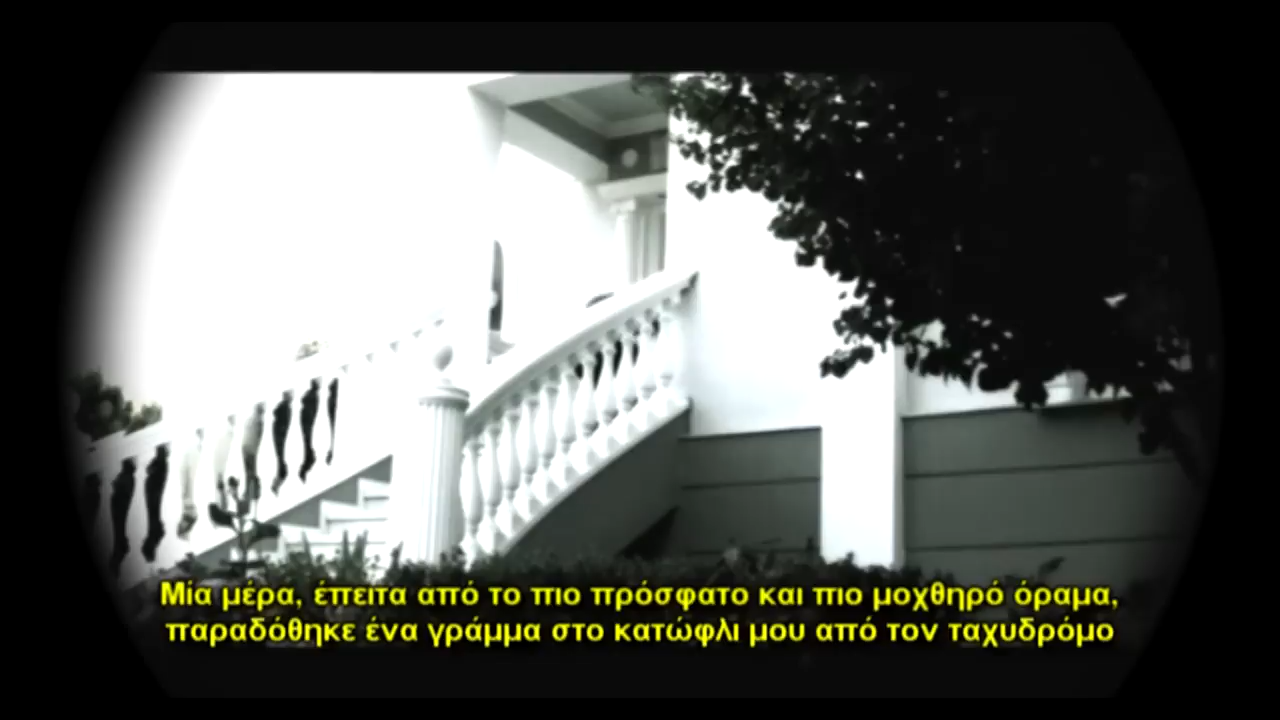 Μία μέρα, έπειτα από το πιο πρόσφατο και πιο μοχθηρό όραμα,
παραδόθηκε ένα γράμμα στο κατώφλι μου από τον ταχυδρόμο